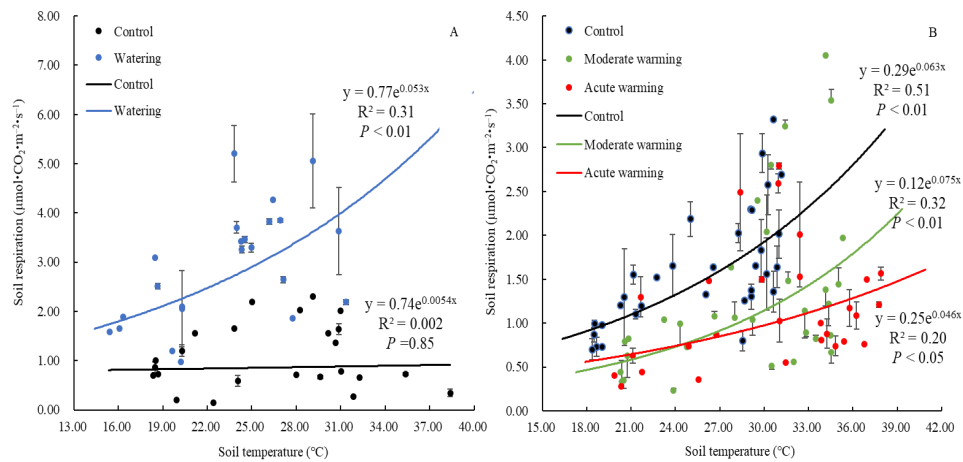 A
Control
Watering
Control
Watering
y = 0.77e^0.053x
R² = 0.31
P < 0.01
y = 0.74e^0.0054x
R² = 0.002
P =0.85
Soil respiration (μmol•CO₂•m⁻²•s⁻¹)
8.00
7.00
6.00
5.00
4.00
3.00
2.00
1.00
0.00
13.00 16.00 19.00 22.00 25.00 28.00 31.00 34.00 37.00 40.00
Soil temperature (℃)
B
Control
Moderate warming
Acute warming
Control
Moderate warming
Acute warming
y = 0.29e^0.063x
R² = 0.51
P < 0.01
y = 0.12e^0.075x
R² = 0.32
P < 0.01
y = 0.25e^0.046x
R² = 0.20
P < 0.05
Soil respiration (μmol•CO₂•m⁻²•s⁻¹)
4.50
4.00
3.50
3.00
2.50
2.00
1.50
1.00
0.50
0.00
15.00 18.00 21.00 24.00 27.00 30.00 33.00 36.00 39.00 42.00
Soil temperature (℃)